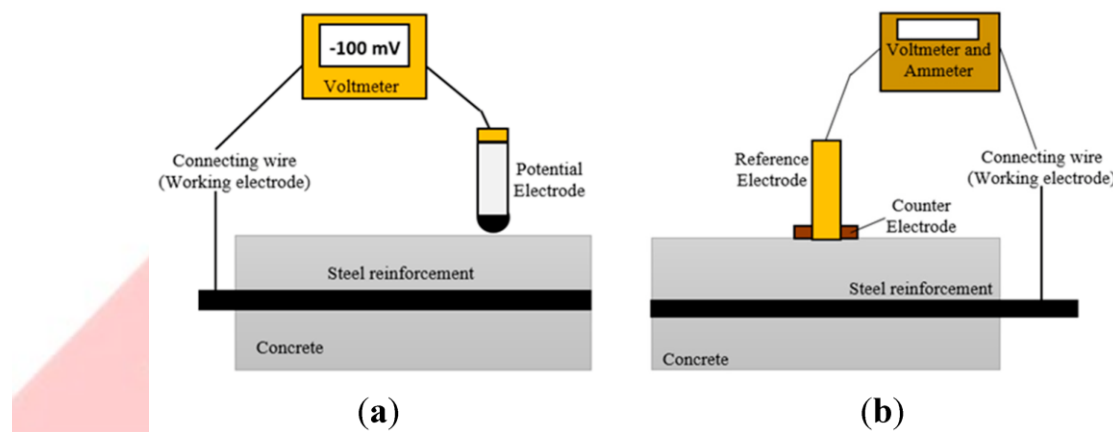 -100 mV
Voltmeter
Connecting wire
(Working electrode)
Potential
Electrode
Steel reinforcement
Concrete
(a)
Voltmeter and
Ammeter
Reference
Electrode
Connecting wire
(Working electrode)
Counter
Electrode
Steel reinforcement
Concrete
(b)